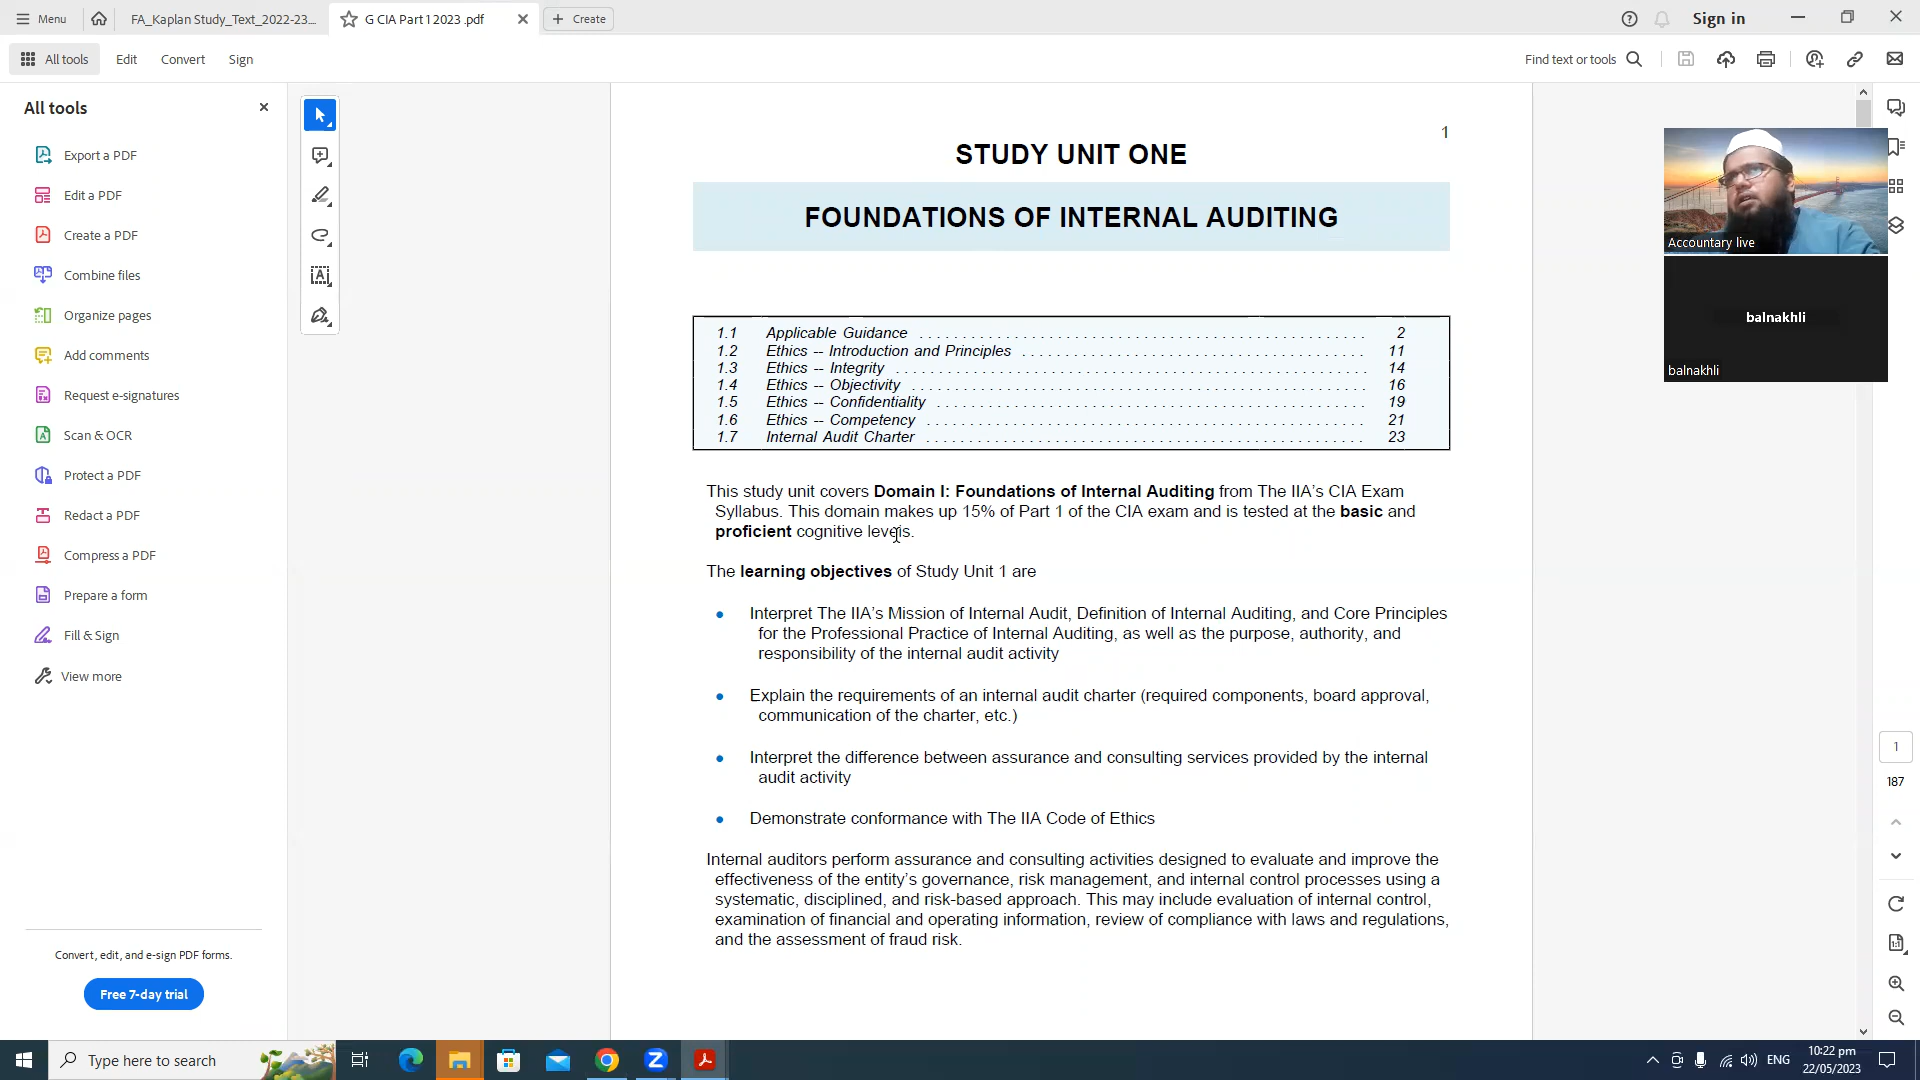 Menu
FA_Kaplan Study_Text_2022-23...
G CIA Part 1 2023 .pdf
Create
Sign in
All tools
Edit
Convert
Sign
Find text or tools
All tools
Export a PDF
Edit a PDF
Create a PDF
Combine files
Organize pages
Add comments
Request e-signatures
Scan & OCR
Protect a PDF
Redact a PDF
Compress a PDF
Prepare a form
Fill & Sign
View more
Convert, edit, and e-sign PDF forms.
Free 7-day trial
1
STUDY UNIT ONE
FOUNDATIONS OF INTERNAL AUDITING
1.1 Applicable Guidance . . . . . . . . . . . . . . . . . . . . 2
1.2 Ethics -- Introduction and Principles . . . . . . . . . . . . . . . . . . . . 11
1.3 Ethics -- Integrity . . . . . . . . . . . . . . . . . . . . 14
1.4 Ethics -- Objectivity . . . . . . . . . . . . . . . . . . . . 16
1.5 Ethics -- Confidentiality . . . . . . . . . . . . . . . . . . . . 19
1.6 Ethics -- Competency . . . . . . . . . . . . . . . . . . . . 21
1.7 Internal Audit Charter . . . . . . . . . . . . . . . . . . . . 23
This study unit covers Domain I: Foundations of Internal Auditing from The IIA's CIA Exam
Syllabus. This domain makes up 15% of Part 1 of the CIA exam and is tested at the basic and
proficient cognitive levels.
The learning objectives of Study Unit 1 are
● Interpret The IIA's Mission of Internal Audit, Definition of Internal Auditing, and Core Principles
for the Professional Practice of Internal Auditing, as well as the purpose, authority, and
responsibility of the internal audit activity
● Explain the requirements of an internal audit charter (required components, board approval,
communication of the charter, etc.)
● Interpret the difference between assurance and consulting services provided by the internal
audit activity
● Demonstrate conformance with The IIA Code of Ethics
Internal auditors perform assurance and consulting activities designed to evaluate and improve the
effectiveness of the entity's governance, risk management, and internal control processes using a
systematic, disciplined, and risk-based approach. This may include evaluation of internal control,
examination of financial and operating information, review of compliance with laws and regulations,
and the assessment of fraud risk.
Accountary live
balnakhli
balnakhli
1
187
Type here to search
ENG
10:22 pm
22/05/2023